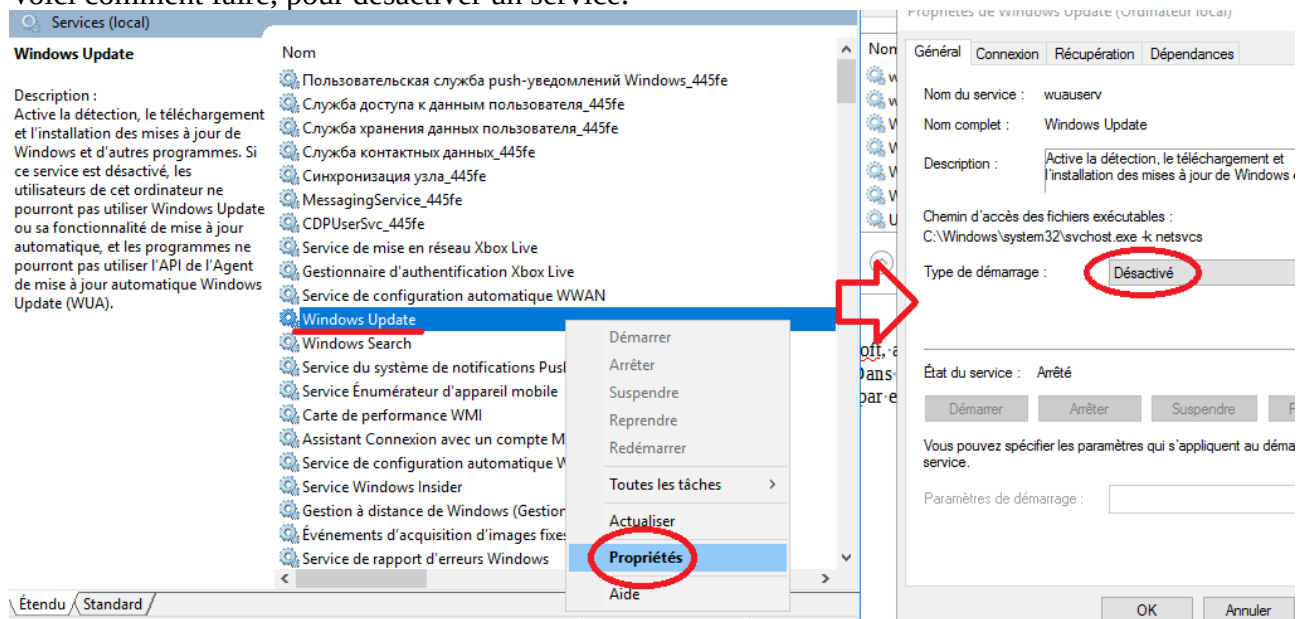 Voici comment faire, pour désactiver un service:
Services (local)
Windows Update
Description :
Active la détection, le téléchargement
et l'installation des mises à jour de
Windows et d'autres programmes. Si
ce service est désactivé, les
utilisateurs de cet ordinateur ne
pourront pas utiliser Windows Update
ou sa fonctionnalité de mise à jour
automatique, et les programmes ne
pourront pas utiliser l'API de l'Agent
de mise à jour automatique Windows
Update (WUA).
Nom
Пользовательская служба push-уведомлений Windows_445fe
Служба доступа к данным пользователя_445fe
Служба хранения данных пользователя_445fe
Служба контактных данных_445fe
Синхронизация узла_445fe
MessagingService_445fe
CDPUserSvc_445fe
Service de mise en réseau Xbox Live
Gestionnaire d'authentification Xbox Live
Service de configuration automatique WWAN
Windows Update
Windows Search
Service du système de notifications Pus
Service Énumérateur d'appareil mobile
Carte de performance WMI
Assistant Connexion avec un compte M
Service de configuration automatique W
Service Windows Insider
Gestion à distance de Windows (Gestion
Événements d'acquisition d'images fixes
Service de rapport d'erreurs Windows
Étendu Standard
Démarrer
Arrêter
Suspendre
Reprendre
Redémarrer
Toutes les tâches
Actualiser
Propriétés
Aide
Nom
oft, a
Dans
par e
Propriétés de Windows Update (Ordinateur local)
Général Connexion Récupération Dépendances
Nom du service : wuauserv
Nom complet : Windows Update
Description : Active la détection, le téléchargement et
l'installation des mises à jour de Windows e
Chemin d'accès des fichiers exécutables :
C:\Windows\system32\svchost.exe -k netsvcs
Type de démarrage : Désactivé
État du service : Arrêté
Démarrer Arrêter Suspendre
Vous pouvez spécifier les paramètres qui s'appliquent au déma
service.
Paramètres de démarrage :
OK Annuler